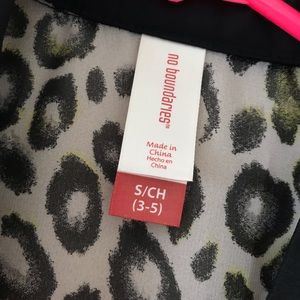 no boundaries™
Made in
China
Hecho en
China
S/CH
(3-5)